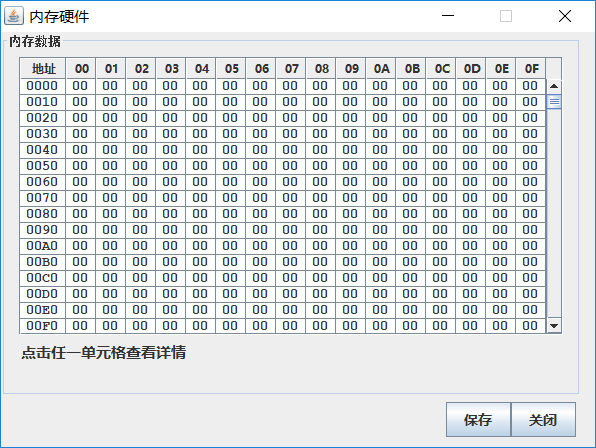 内存硬件
内存数据
地址 00 01 02 03 04 05 06 07 08 09 0A 0B 0C 0D 0E 0F
0000 00 00 00 00 00 00 00 00 00 00 00 00 00 00 00 00
0010 00 00 00 00 00 00 00 00 00 00 00 00 00 00 00 00
0020 00 00 00 00 00 00 00 00 00 00 00 00 00 00 00 00
0030 00 00 00 00 00 00 00 00 00 00 00 00 00 00 00 00
0040 00 00 00 00 00 00 00 00 00 00 00 00 00 00 00 00
0050 00 00 00 00 00 00 00 00 00 00 00 00 00 00 00 00
0060 00 00 00 00 00 00 00 00 00 00 00 00 00 00 00 00
0070 00 00 00 00 00 00 00 00 00 00 00 00 00 00 00 00
0080 00 00 00 00 00 00 00 00 00 00 00 00 00 00 00 00
0090 00 00 00 00 00 00 00 00 00 00 00 00 00 00 00 00
00A0 00 00 00 00 00 00 00 00 00 00 00 00 00 00 00 00
00B0 00 00 00 00 00 00 00 00 00 00 00 00 00 00 00 00
00C0 00 00 00 00 00 00 00 00 00 00 00 00 00 00 00 00
00D0 00 00 00 00 00 00 00 00 00 00 00 00 00 00 00 00
00E0 00 00 00 00 00 00 00 00 00 00 00 00 00 00 00 00
00F0 00 00 00 00 00 00 00 00 00 00 00 00 00 00 00 00
点击任一单元格查看详情
保存 关闭